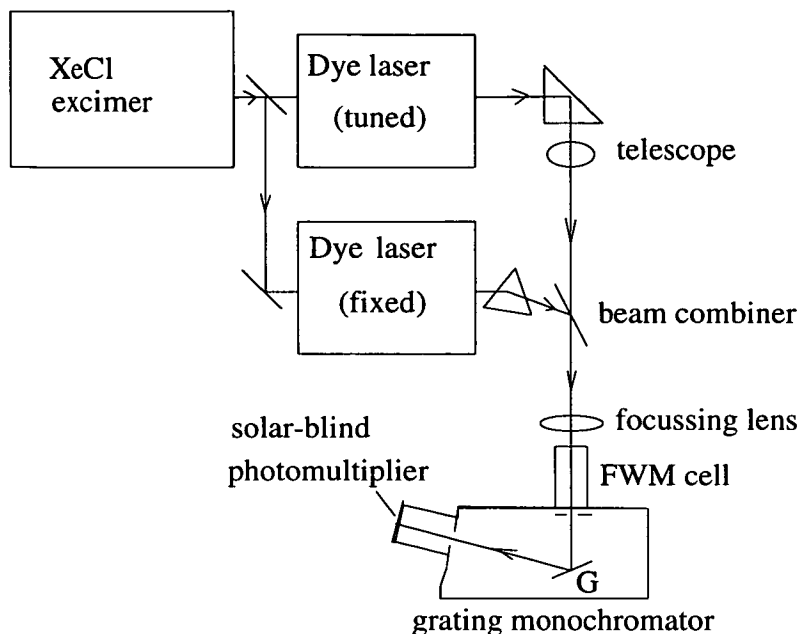 XeCl
excimer
Dye laser
(tuned)
telescope
Dye laser
(fixed)
beam combiner
focussing lens
solar-blind
photomultiplier
FWM cell
G
grating monochromator